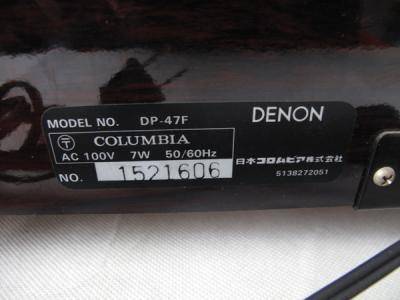 MODEL NO. DP-47F DENON
〒 COLUMBIA
AC 100V 7W 50/60Hz 日本コロムビア株式会社
NO. 1521606 5138272051